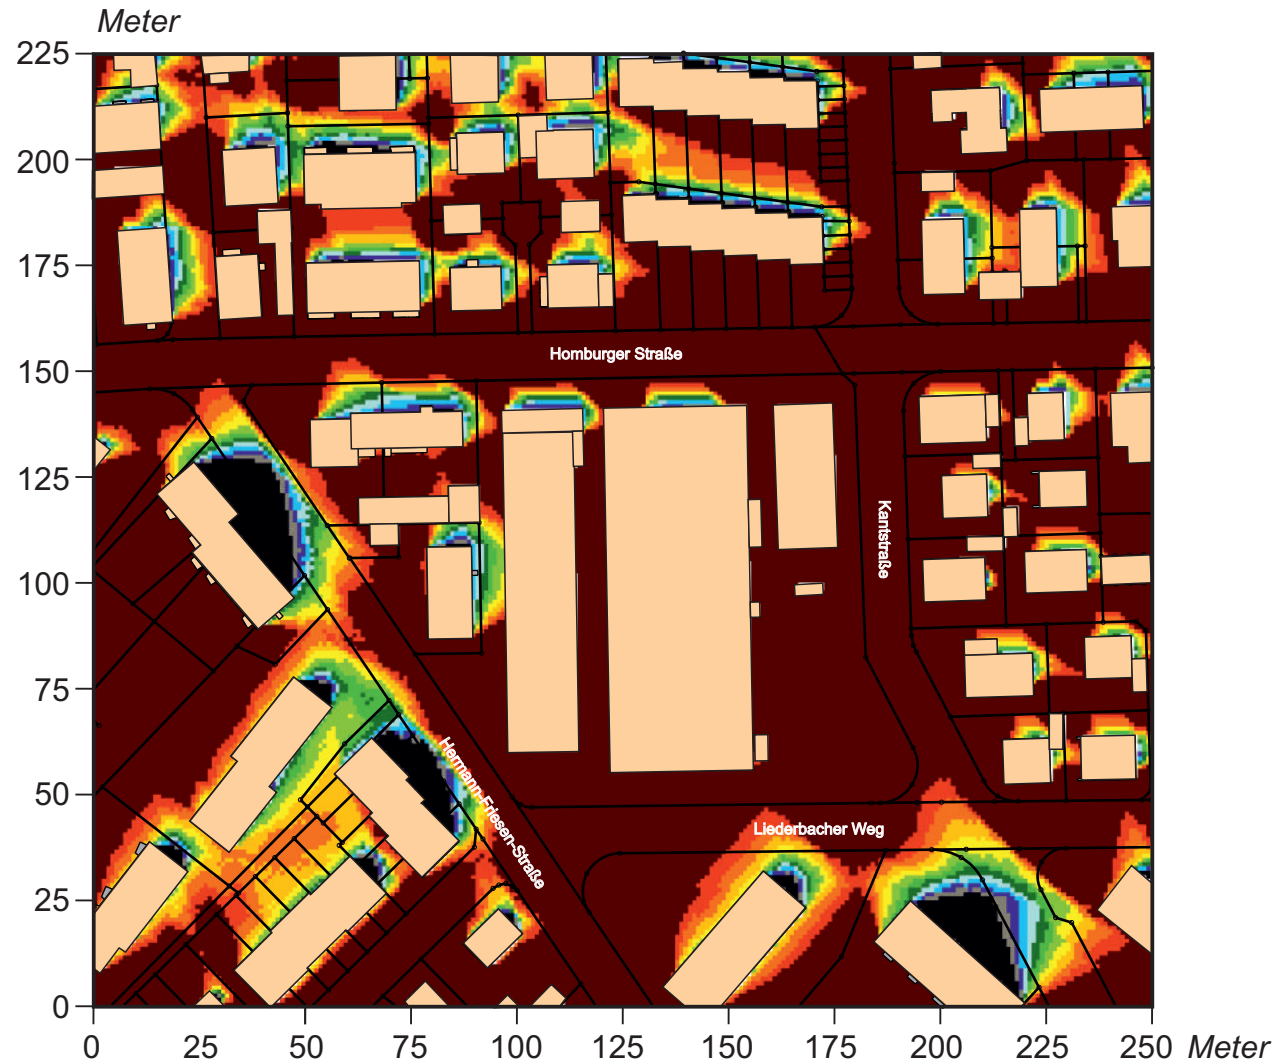 Meter
225
200
175
150
125
100
75
50
25
0
Homburger Straße
Kantstraße
Hermann-Friesen-Straße
Liederbacher Weg
0 25 50 75 100 125 150 175 200 225 250 Meter